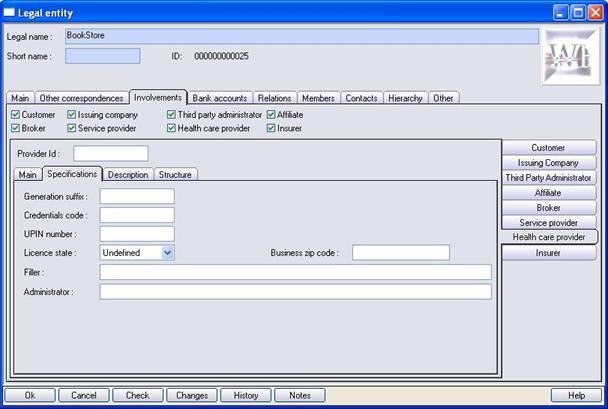 Legal entity
Legal name : BookStore
Short name : ID: 000000000025
Main Other correspondences Involvements Bank accounts Relations Members Contacts Hierarchy Other
Customer Issuing company Third party administrator Affiliate
Broker Service provider Health care provider Insurer
Provider Id :
Main Specifications Description Structure
Generation suffix :
Credentials code :
UPIN number :
Licence state : Undefined Business zip code :
Filler :
Administrator :
Customer
Issuing Company
Third Party Administrator
Affiliate
Broker
Service provider
Health care provider
Insurer
Ok Cancel Check Changes History Notes Help